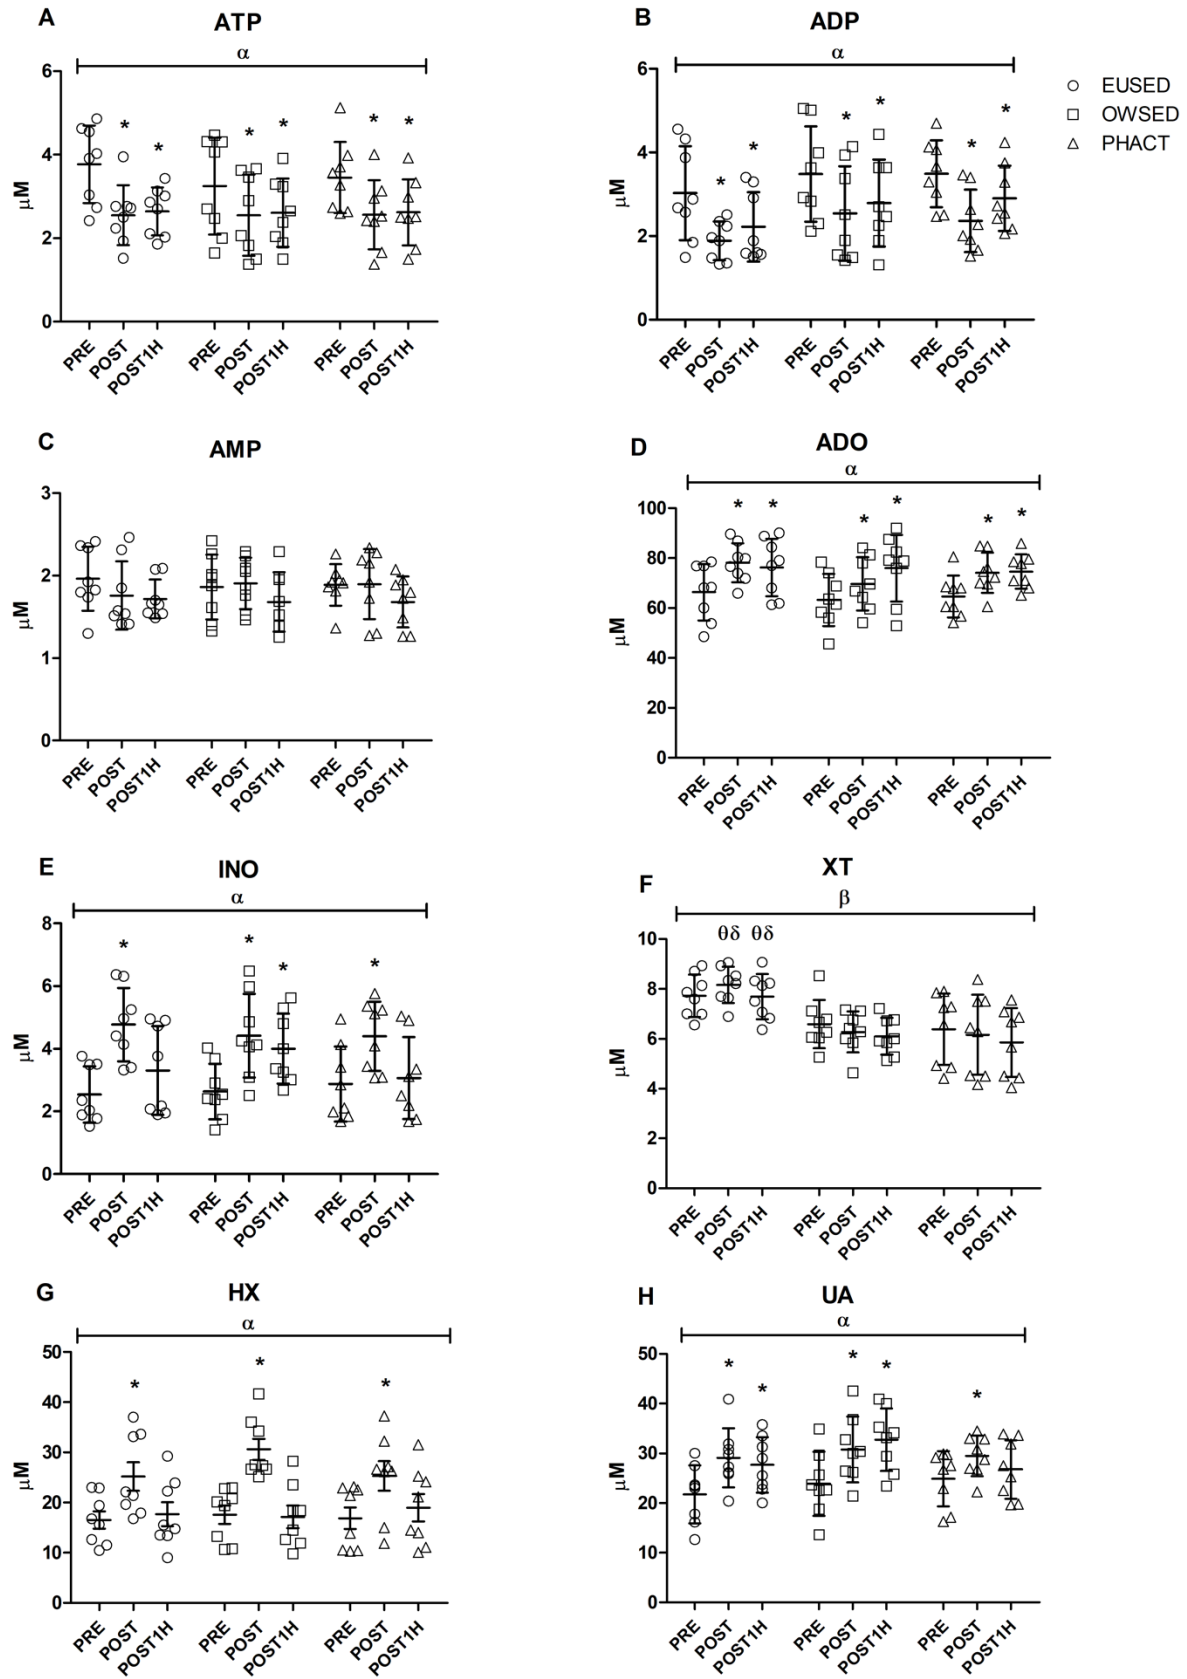 A
ATP
α
6
4
2
0
μM
* * * * * *
PRE POST POST1H PRE POST POST1H PRE POST POST1H
B
ADP
α
6
4
2
0
μM
* * * * * *
PRE POST POST1H PRE POST POST1H PRE POST POST1H
EUSED
OWSED
PHACT
C
AMP
3
2
1
0
μM
PRE POST POST1H PRE POST POST1H PRE POST POST1H
D
ADO
α
100
80
60
40
20
0
μM
* * * * * *
PRE POST POST1H PRE POST POST1H PRE POST POST1H
E
INO
α
8
6
4
2
0
μM
* * * *
PRE POST POST1H PRE POST POST1H PRE POST POST1H
F
XT
β
10
8
6
4
2
0
μM
θδ θδ
PRE POST POST1H PRE POST POST1H PRE POST POST1H
G
HX
α
50
40
30
20
10
0
μM
* * *
PRE POST POST1H PRE POST POST1H PRE POST POST1H
H
UA
α
50
40
30
20
10
0
μM
* * * * *
PRE POST POST1H PRE POST POST1H PRE POST POST1H